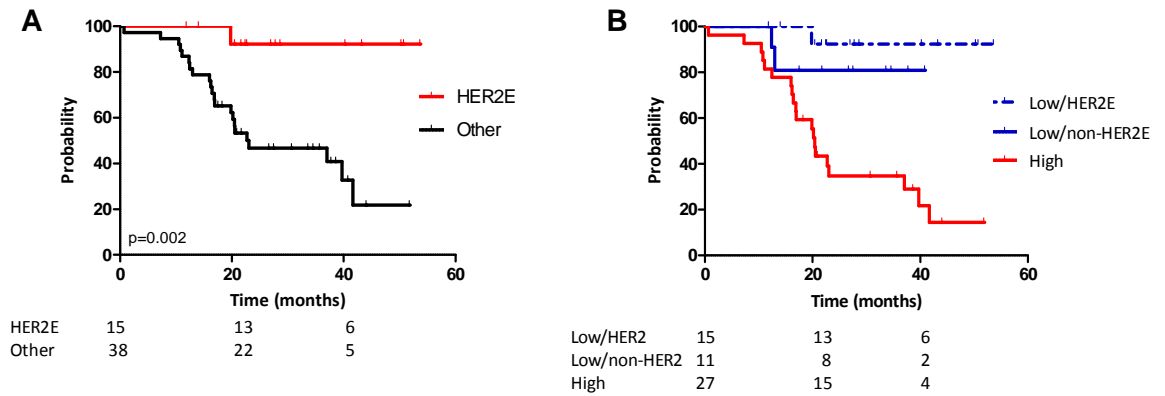 A
Probability
100
80
60
40
20
0
p=0.002
0 20 40 60
Time (months)
HER2E
Other
HER2E 15 13 6
Other 38 22 5
B
Probability
100
80
60
40
20
0
0 20 40 60
Time (months)
Low/HER2E
Low/non-HER2E
High
Low/HER2 15 13 6
Low/non-HER2 11 8 2
High 27 15 4